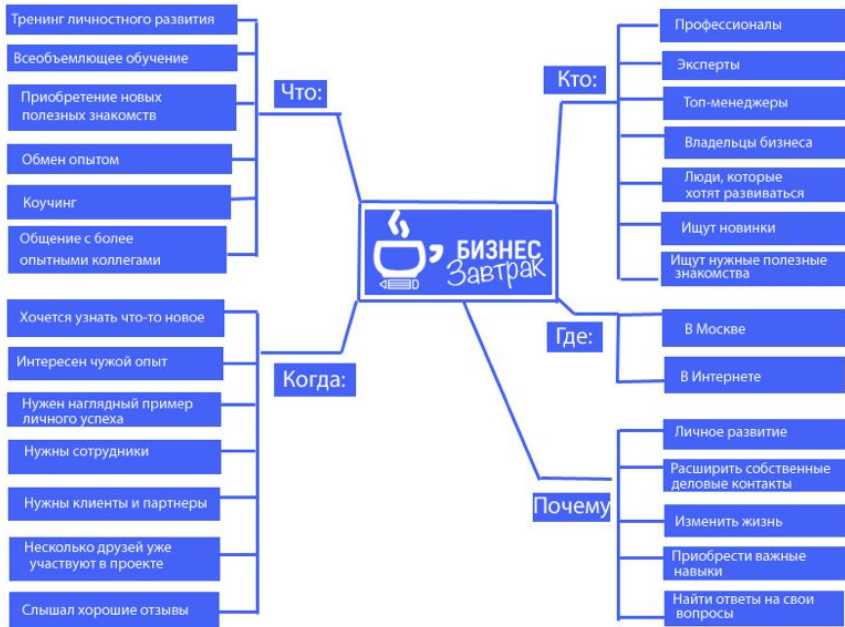 Что:
Тренинг личностного развития
Всеобъемлющее обучение
Приобретение новых
полезных знакомств
Обмен опытом
Коучинг
Общение с более
опытными коллегами
Кто:
Профессионалы
Эксперты
Топ-менеджеры
Владельцы бизнеса
Люди, которые
хотят развиваться
Ищут новинки
Ищут нужные полезные
знакомства
БИЗНЕС
Завтрак
Когда:
Хочется узнать что-то новое
Интересен чужой опыт
Нужен наглядный пример
личного успеха
Нужны сотрудники
Нужны клиенты и партнеры
Несколько друзей уже
участвуют в проекте
Слышал хорошие отзывы
Где:
В Москве
В Интернете
Почему
Личное развитие
Расширить собственные
деловые контакты
Изменить жизнь
Приобрести важные
навыки
Найти ответы на свои
вопросы